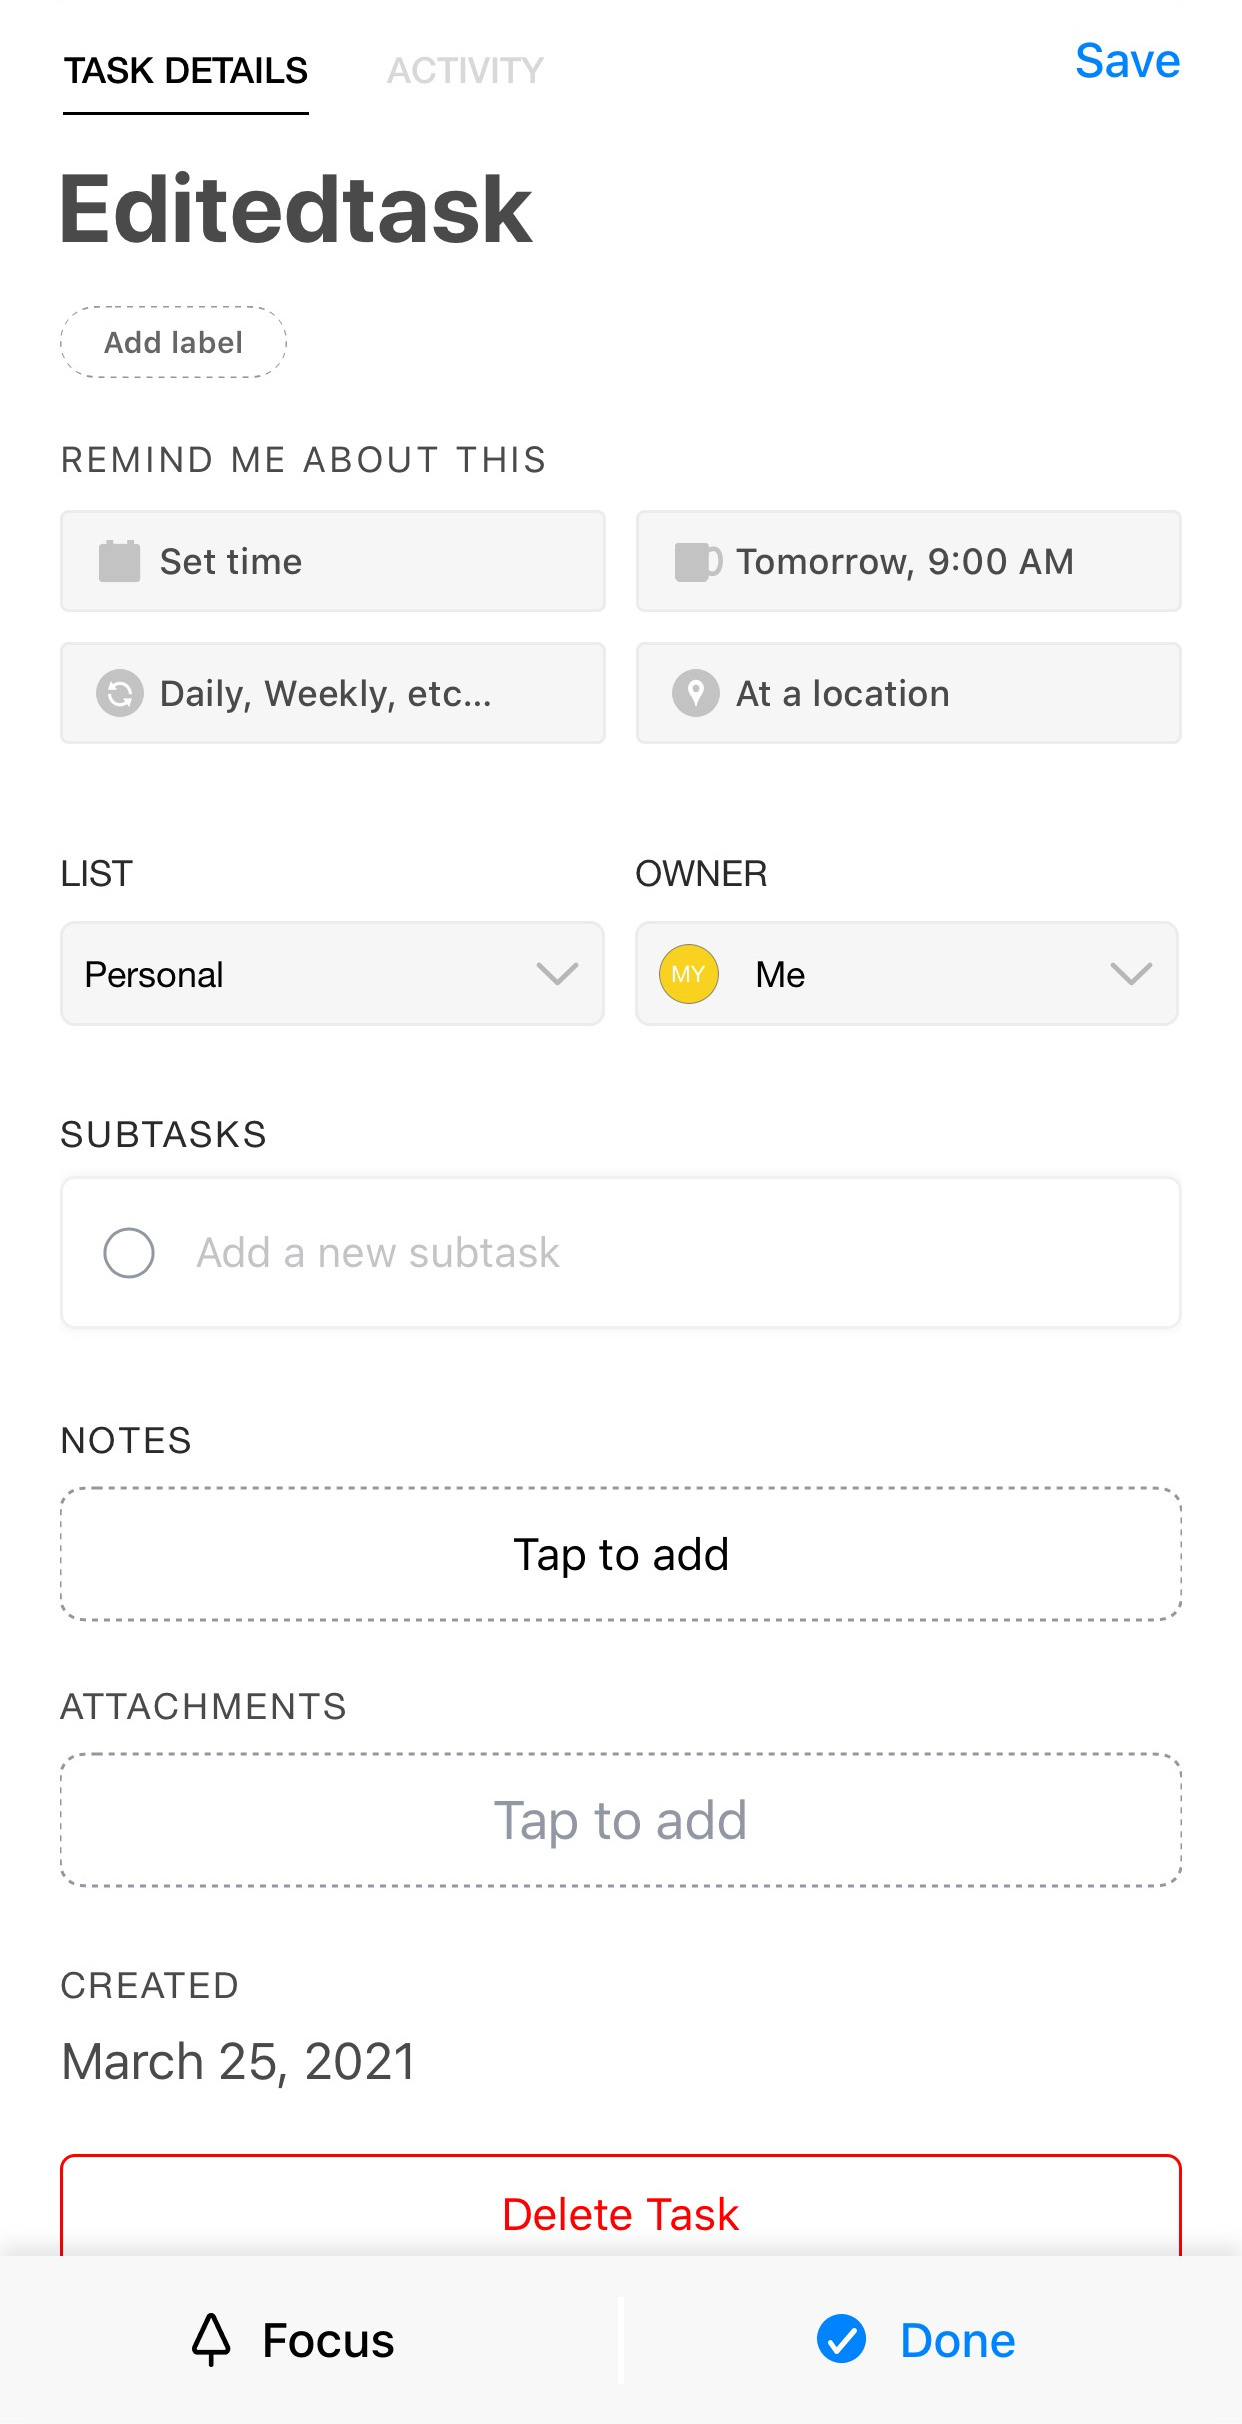 TASK DETAILS ACTIVITY Save
Editedtask
Add label
REMIND ME ABOUT THIS
Set time Tomorrow, 9:00 AM
Daily, Weekly, etc... At a location
LIST OWNER
Personal MY Me
SUBTASKS
Add a new subtask
NOTES
Tap to add
ATTACHMENTS
Tap to add
CREATED
March 25, 2021
Delete Task
Focus Done